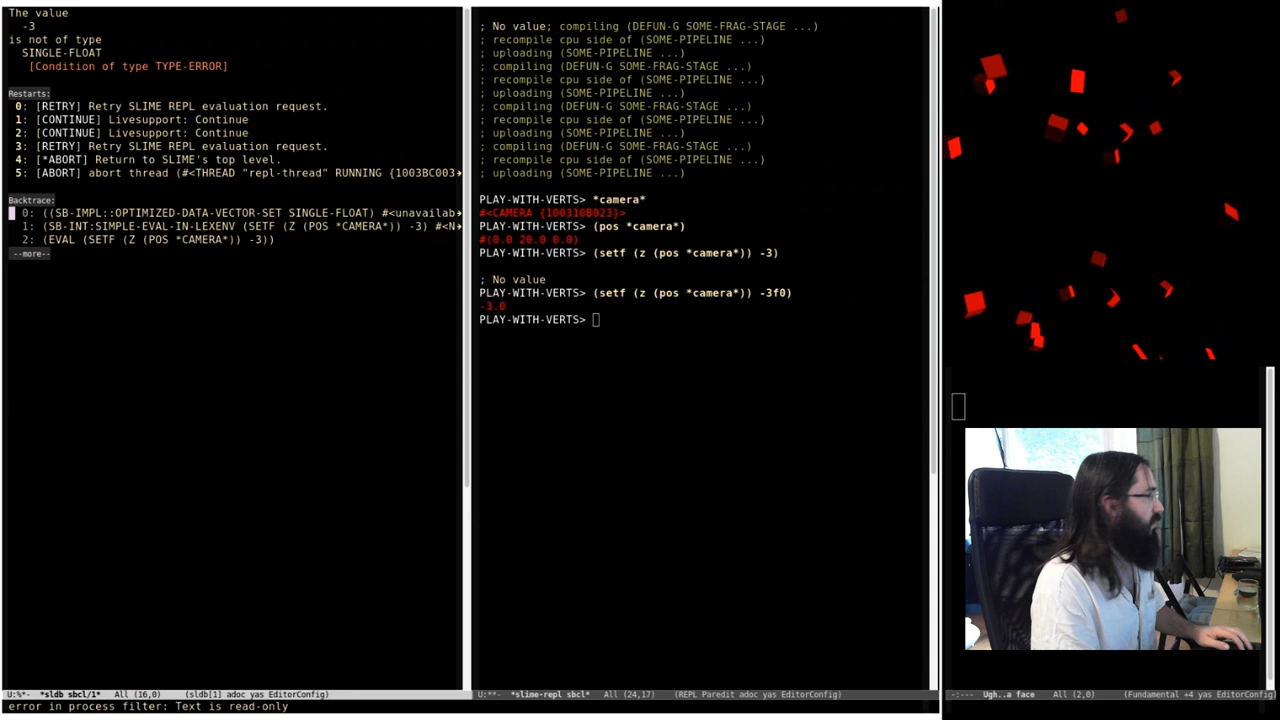 The value
-3
is not of type
SINGLE-FLOAT
[Condition of type TYPE-ERROR]
Restarts:
0: [RETRY] Retry SLIME REPL evaluation request.
1: [CONTINUE] Livesupport: Continue
2: [CONTINUE] Livesupport: Continue
3: [RETRY] Retry SLIME REPL evaluation request.
4: [*ABORT] Return to SLIME's top level.
5: [ABORT] abort thread (#<THREAD "repl-thread" RUNNING {1003BC003
Backtrace:
0: ((SB-IMPL::OPTIMIZED-DATA-VECTOR-SET SINGLE-FLOAT) #<unavailab
1: (SB-INT:SIMPLE-EVAL-IN-LEXENV (SETF (Z (POS *CAMERA*)) -3) #<N
2: (EVAL (SETF (Z (POS *CAMERA*)) -3))
--more--
; No value; compiling (DEFUN-G SOME-FRAG-STAGE ...)
; recompile cpu side of (SOME-PIPELINE ...)
; uploading (SOME-PIPELINE ...)
; compiling (DEFUN-G SOME-FRAG-STAGE ...)
; recompile cpu side of (SOME-PIPELINE ...)
; uploading (SOME-PIPELINE ...)
; compiling (DEFUN-G SOME-FRAG-STAGE ...)
; recompile cpu side of (SOME-PIPELINE ...)
; uploading (SOME-PIPELINE ...)
; compiling (DEFUN-G SOME-FRAG-STAGE ...)
; recompile cpu side of (SOME-PIPELINE ...)
; uploading (SOME-PIPELINE ...)
PLAY-WITH-VERTS> *camera*
#<CAMERA {100310B023}>
PLAY-WITH-VERTS> (pos *camera*)
#(0.0 20.0 0.0)
PLAY-WITH-VERTS> (setf (z (pos *camera*)) -3)
; No value
PLAY-WITH-VERTS> (setf (z (pos *camera*)) -3f0)
-3.0
PLAY-WITH-VERTS>
U:%*- *sldb sbcl/1* All (16,0) (sldb[1] adoc yas EditorConfig)
U:**- *slime-repl sbcl* All (24,17) (REPL Paredit adoc yas EditorConfig)
-:--- Ugh..a face All (2,0) (Fundamental +4 yas EditorConfig)
error in process filter: Text is read-only